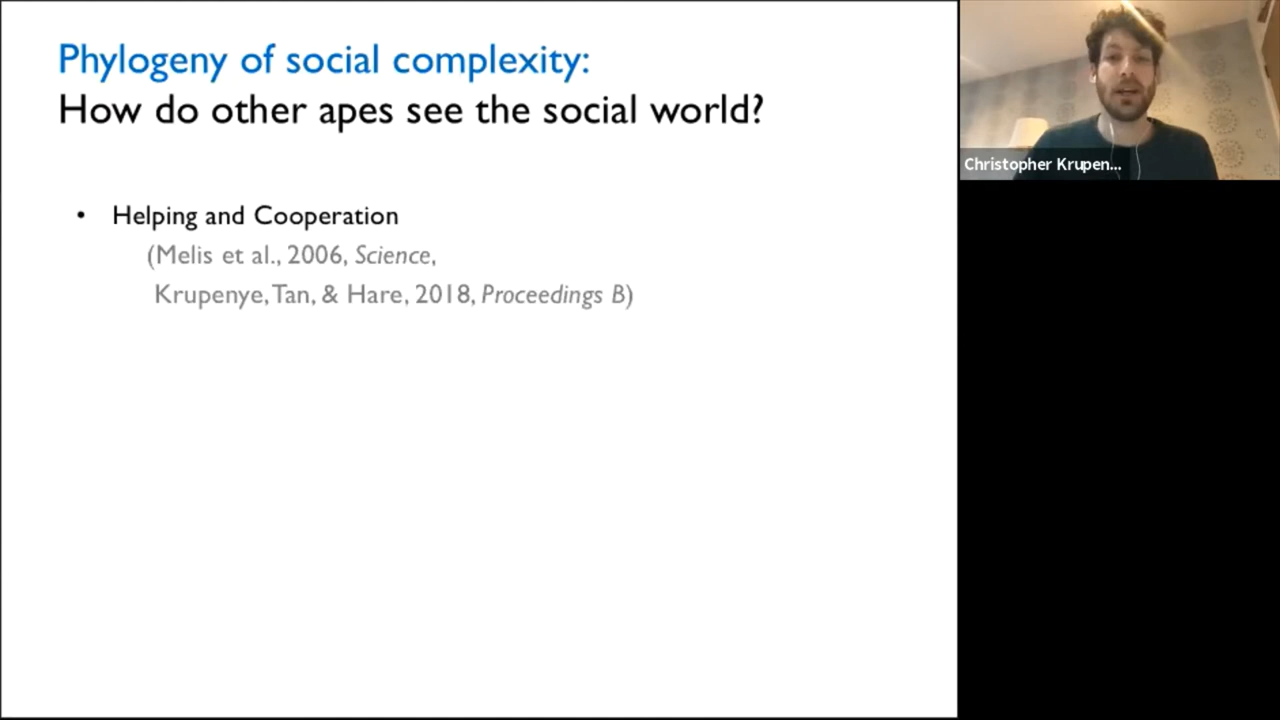 Phylogeny of social complexity:
How do other apes see the social world?
• Helping and Cooperation
(Melis et al., 2006, Science,
Krupenye, Tan, & Hare, 2018, Proceedings B)
Christopher Krupen...